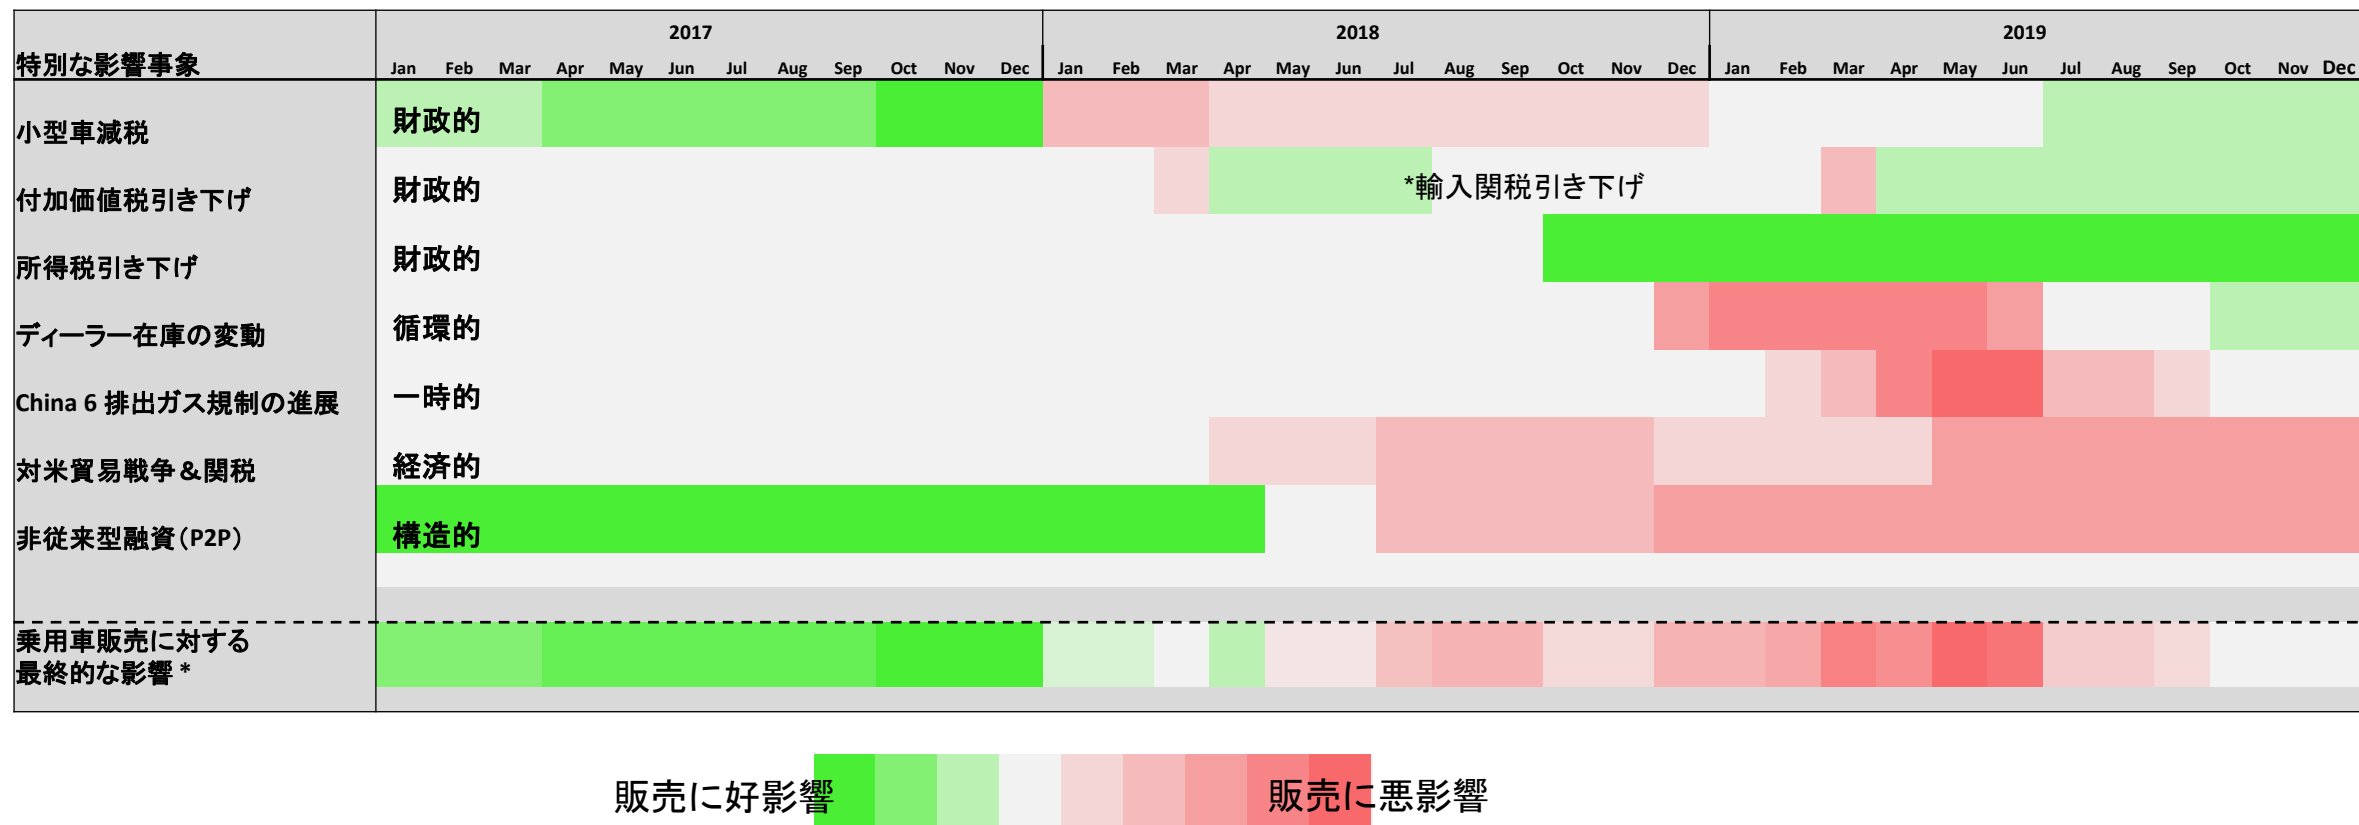 2017 2018 2019
特別な影響事象 Jan Feb Mar Apr May Jun Jul Aug Sep Oct Nov Dec Jan Feb Mar Apr May Jun Jul Aug Sep Oct Nov Dec Jan Feb Mar Apr May Jun Jul Aug Sep Oct Nov Dec
小型車減税 財政的
付加価値税引き下げ 財政的 *輸入関税引き下げ
所得税引き下げ 財政的
ディーラー在庫の変動 循環的
China 6 排出ガス規制の進展 一時的
対米貿易戦争＆関税 経済的
非従来型融資（P2P） 構造的
乗用車販売に対する
最終的な影響 *
販売に好影響 販売に悪影響